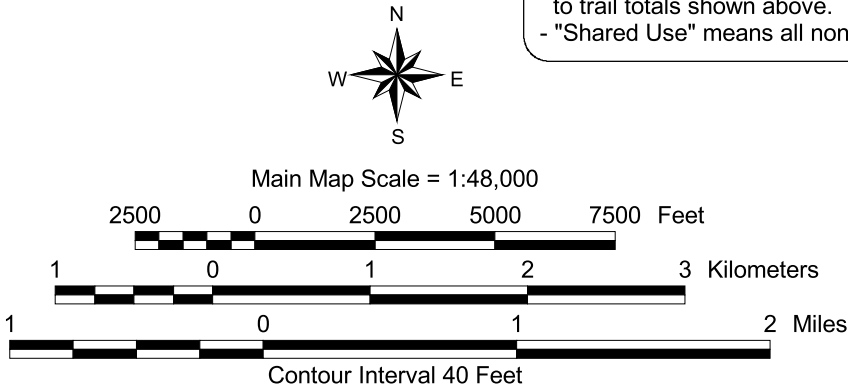 to trail totals shown above.
- "Shared Use" means all non
N
W E
S
Main Map Scale = 1:48,000
2500 0 2500 5000 7500 Feet
1 0 1 2 3 Kilometers
1 0 1 2 Miles
Contour Interval 40 Feet